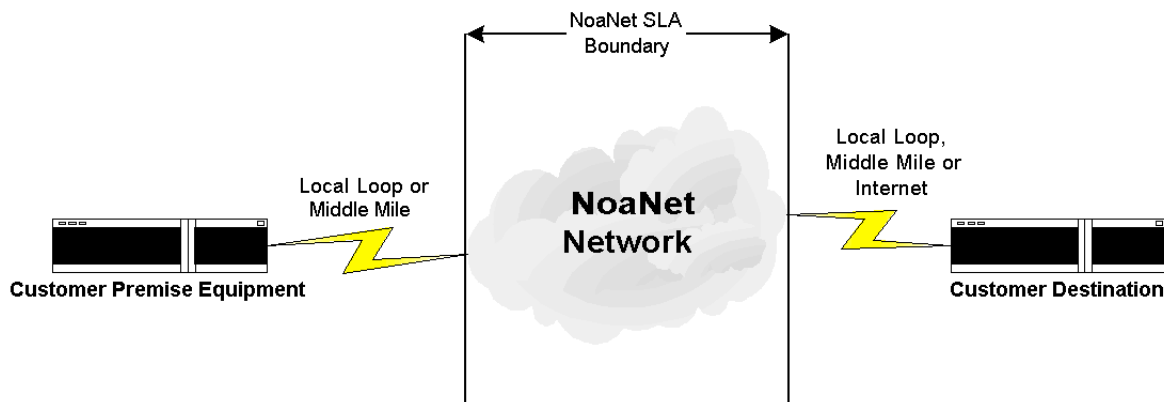 NoaNet SLA
Boundary
Local Loop or
Middle Mile
Local Loop,
Middle Mile or
Internet
NoaNet
Network
Customer Premise Equipment
Customer Destination